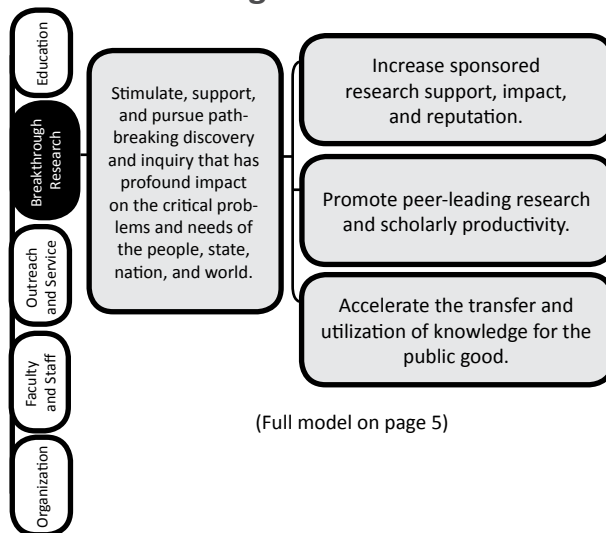 Education
Breakthrough
Research
Outreach
and Service
Faculty
and Staff
Organization
Stimulate, support,
and pursue path-
breaking discovery
and inquiry that has
profound impact
on the critical prob-
lems and needs of
the people, state,
nation, and world.
Increase sponsored
research support, impact,
and reputation.
Promote peer-leading research
and scholarly productivity.
Accelerate the transfer and
utilization of knowledge for the
public good.
(Full model on page 5)